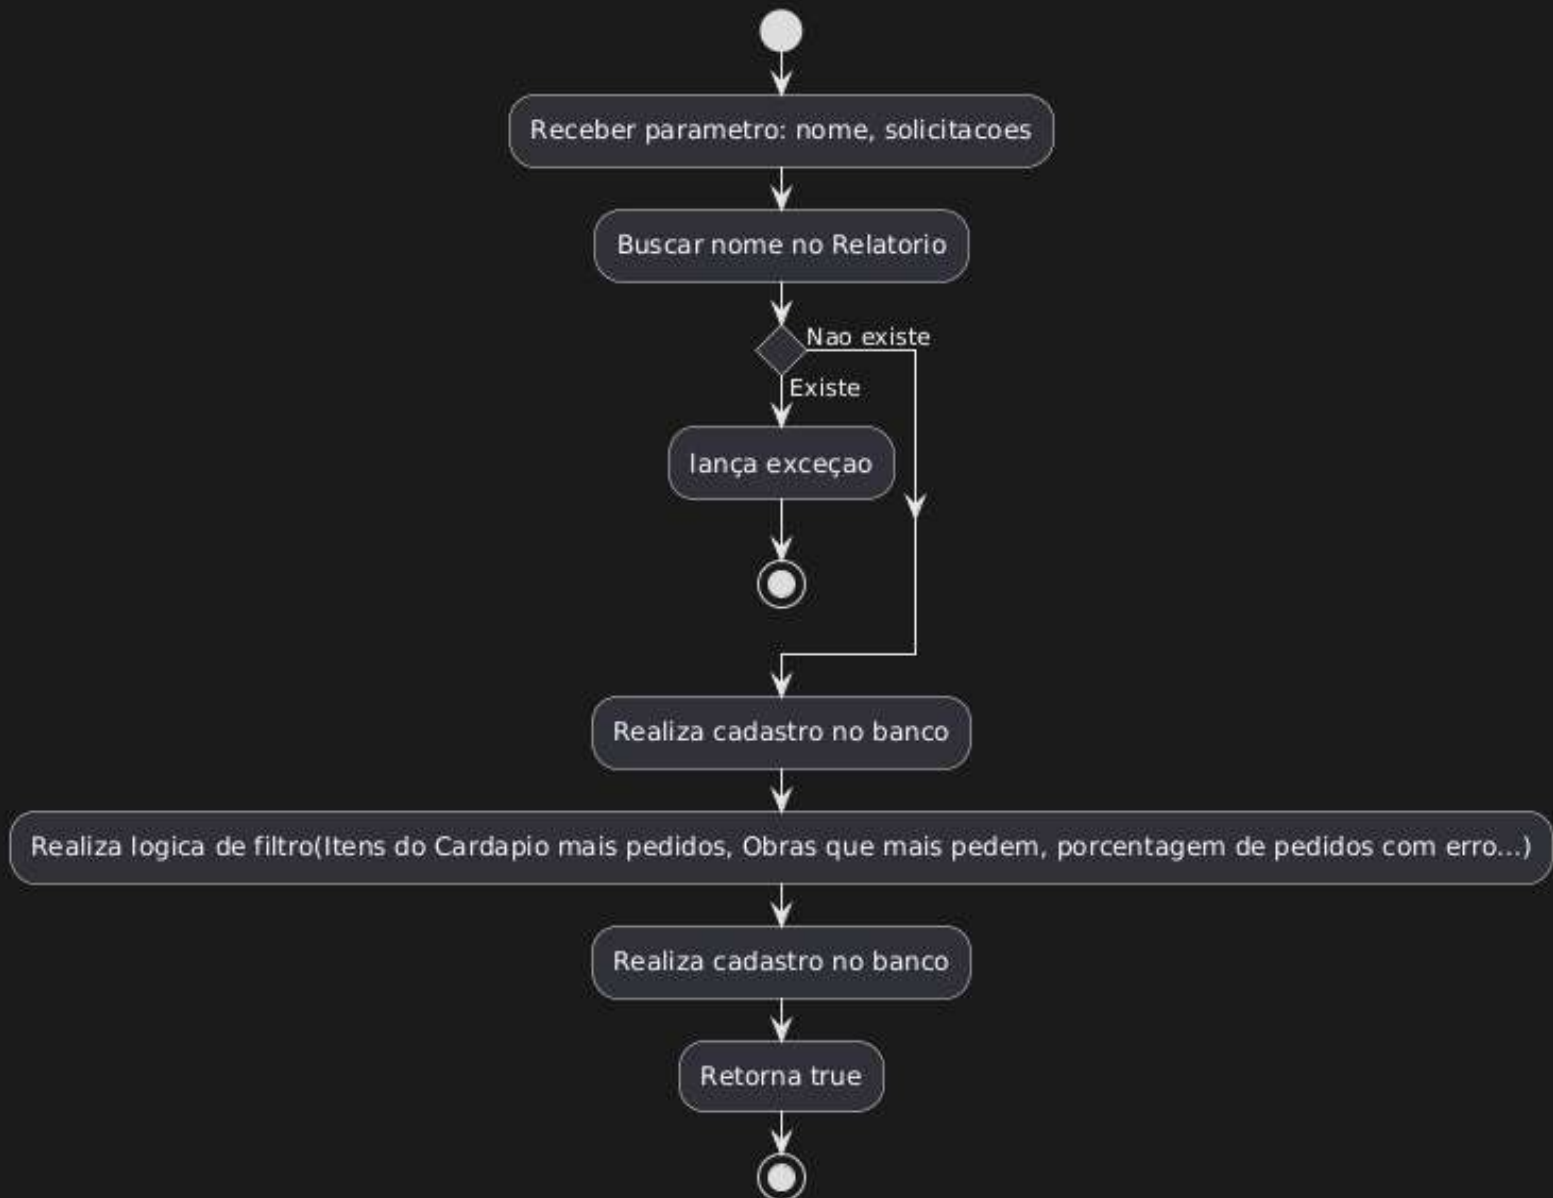 Receber parametro: nome, solicitacoes
Buscar nome no Relatorio
Nao existe
Existe
lança exceçao
Realiza cadastro no banco
Realiza logica de filtro(Itens do Cardapio mais pedidos, Obras que mais pedem, porcentagem de pedidos com erro...)
Realiza cadastro no banco
Retorna true